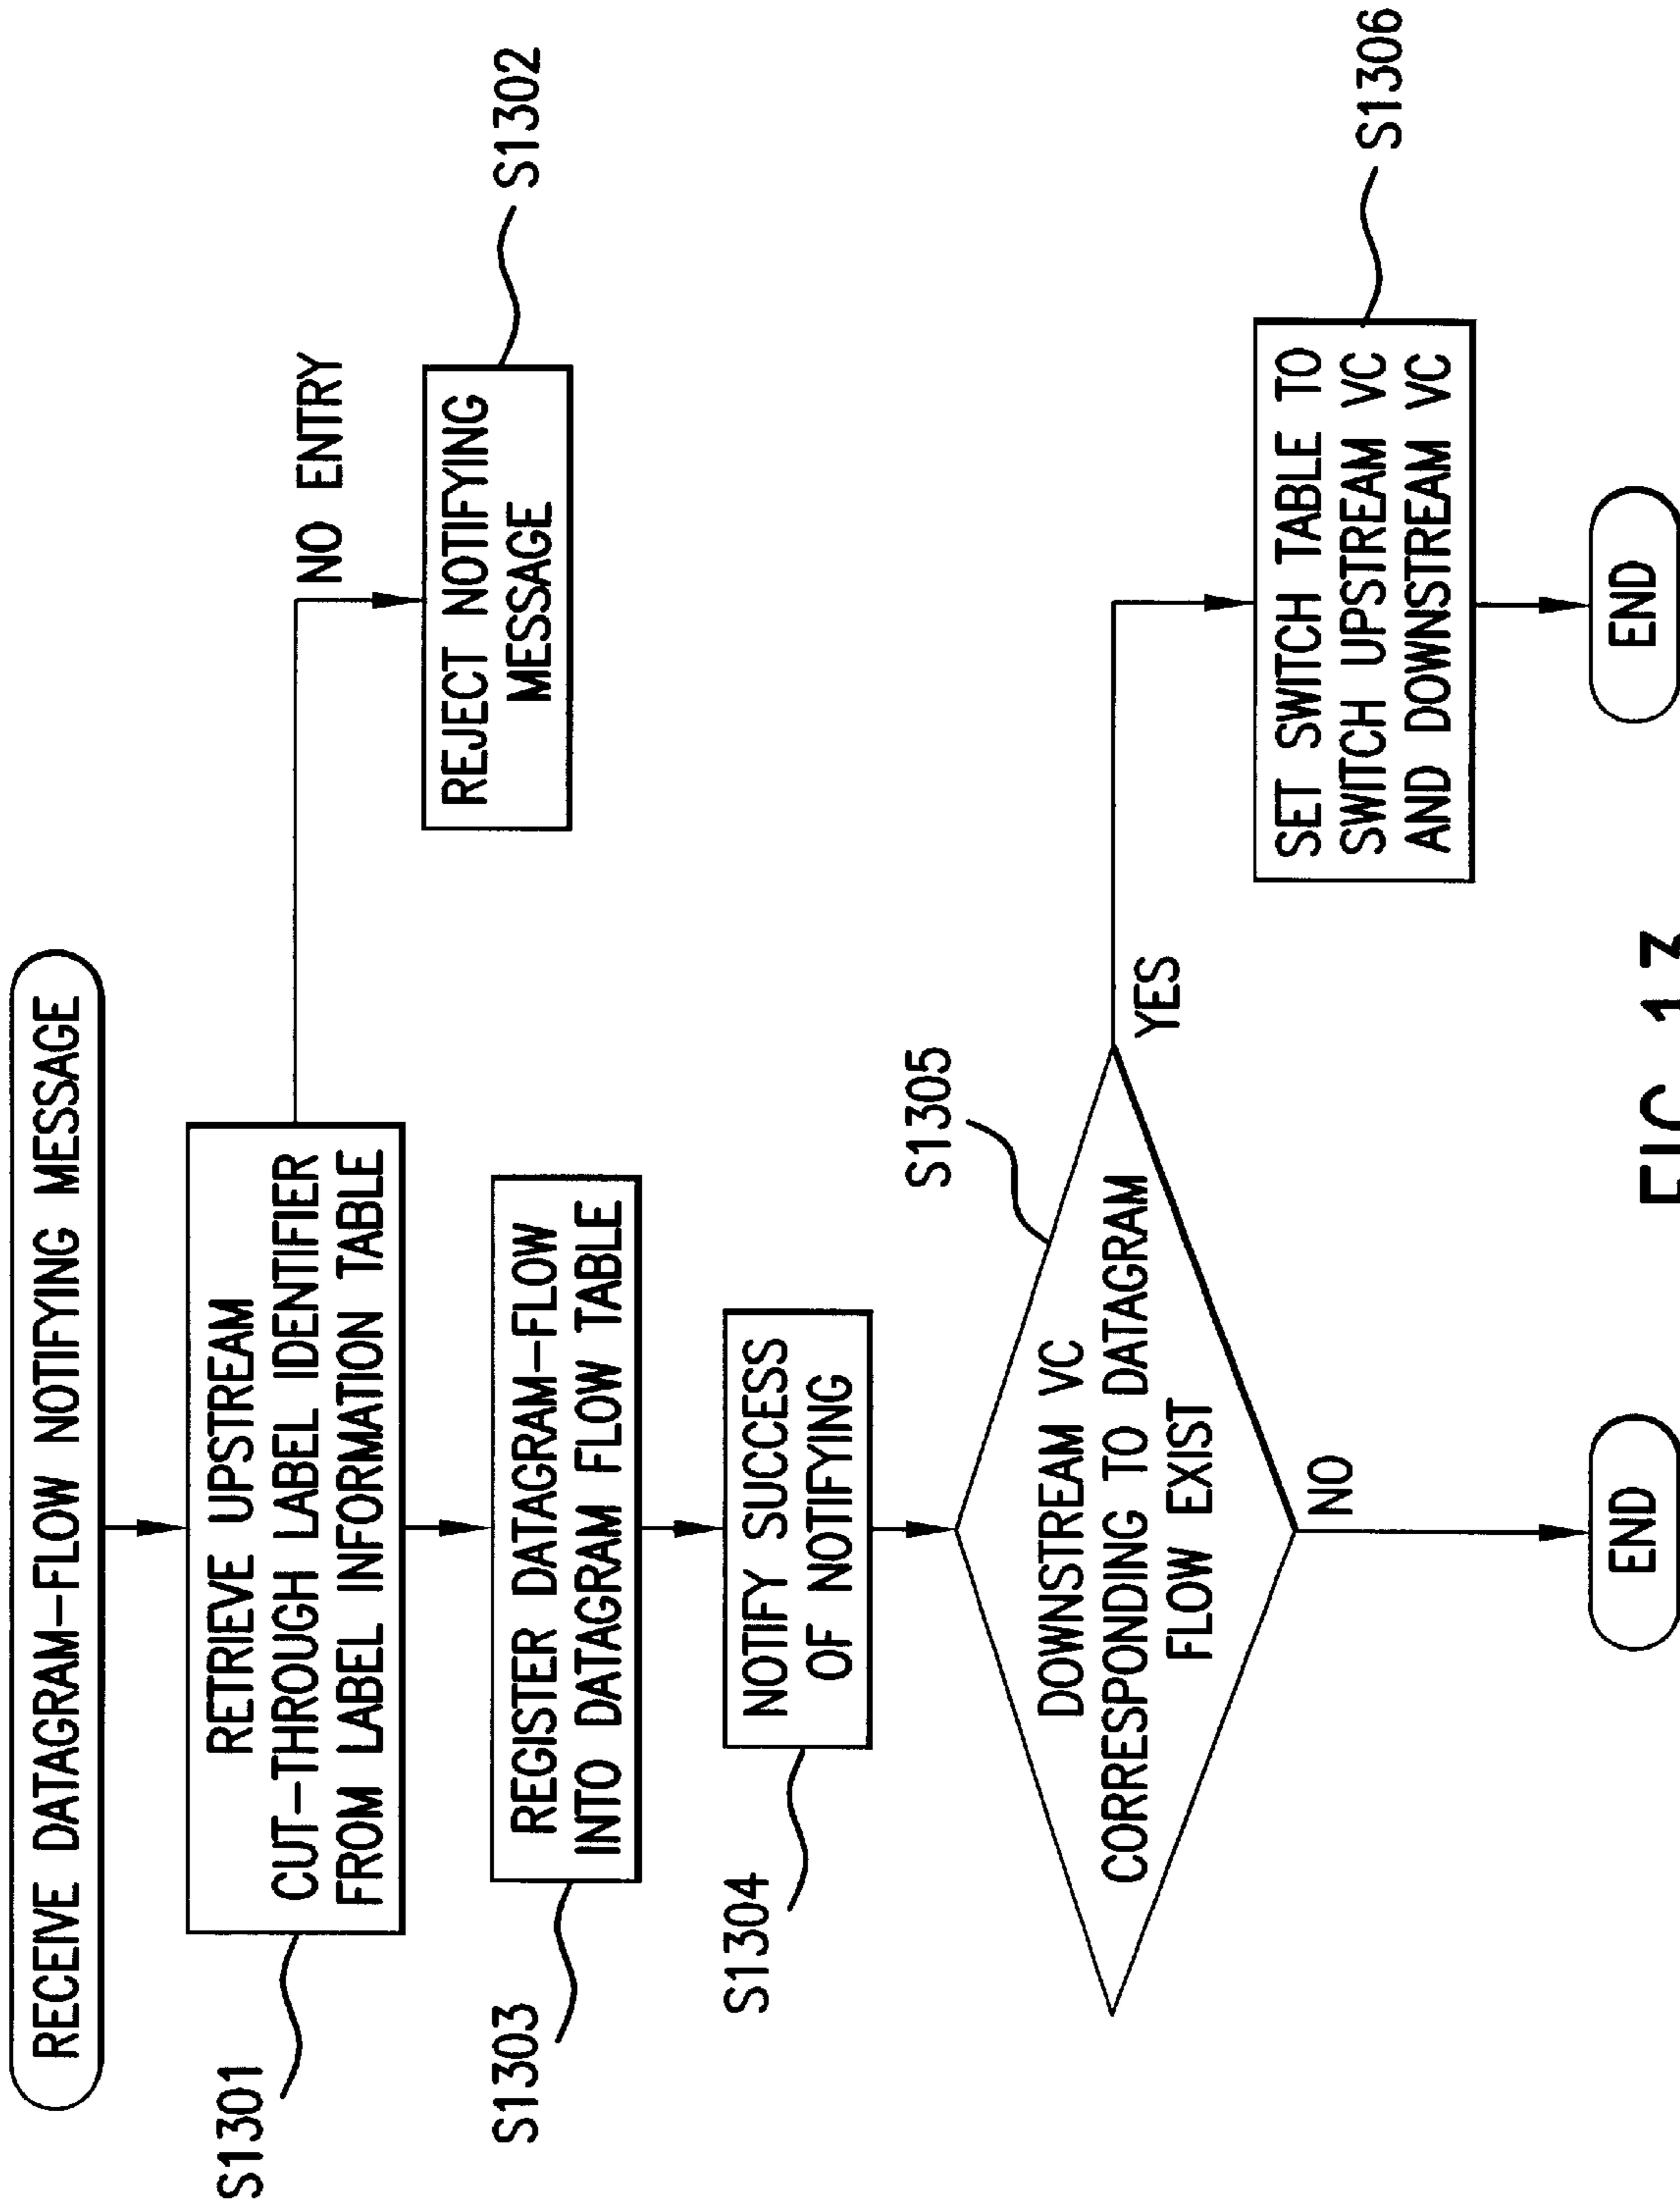 RECEIVE DATAGRAM-FLOW NOTIFYING MESSAGE
S1301
RETRIEVE UPSTREAM
CUT-THROUGH LABEL IDENTIFIER
FROM LABEL INFORMATION TABLE
NO ENTRY
REJECT NOTIFYING
MESSAGE
S1302
S1303
REGISTER DATAGRAM-FLOW
INTO DATAGRAM FLOW TABLE
S1304
NOTIFY SUCCESS
OF NOTIFYING
S1305
DOWNSTREAM VC
CORRESPONDING TO DATAGRAM
FLOW EXIST
YES
NO
SET SWITCH TABLE TO
SWITCH UPSTREAM VC
AND DOWNSTREAM VC
S1306
END
END
FIG. 13